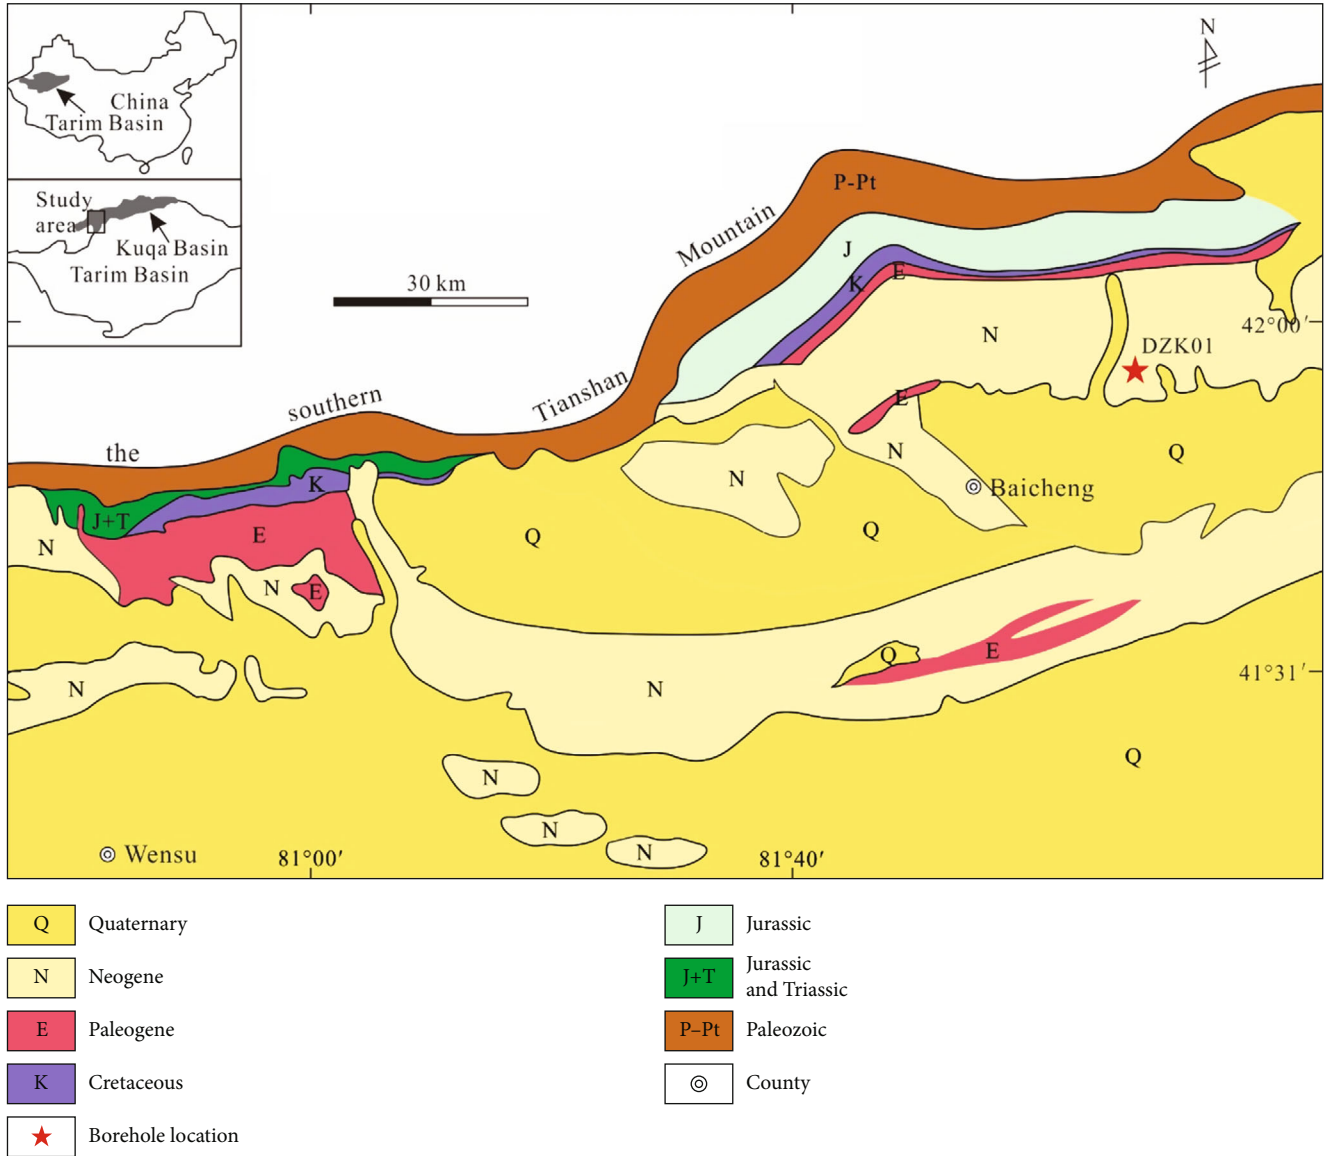 China
Tarim Basin
Study
area
Kuqa Basin
Tarim Basin
30 km
N
the
southern
Tianshan
Mountain
P-Pt
J
K
E
N
DZK01
42°00′
E
N
N
Q
Baicheng
K
J+T
N
E
N
E
Q
Q
Q
E
41°31′
N
N
Q
N
N
N
Wensu
81°00′
81°40′
Q Quaternary
N Neogene
E Paleogene
K Cretaceous
Borehole location
J Jurassic
J+T Jurassic
and Triassic
P–Pt Paleozoic
County